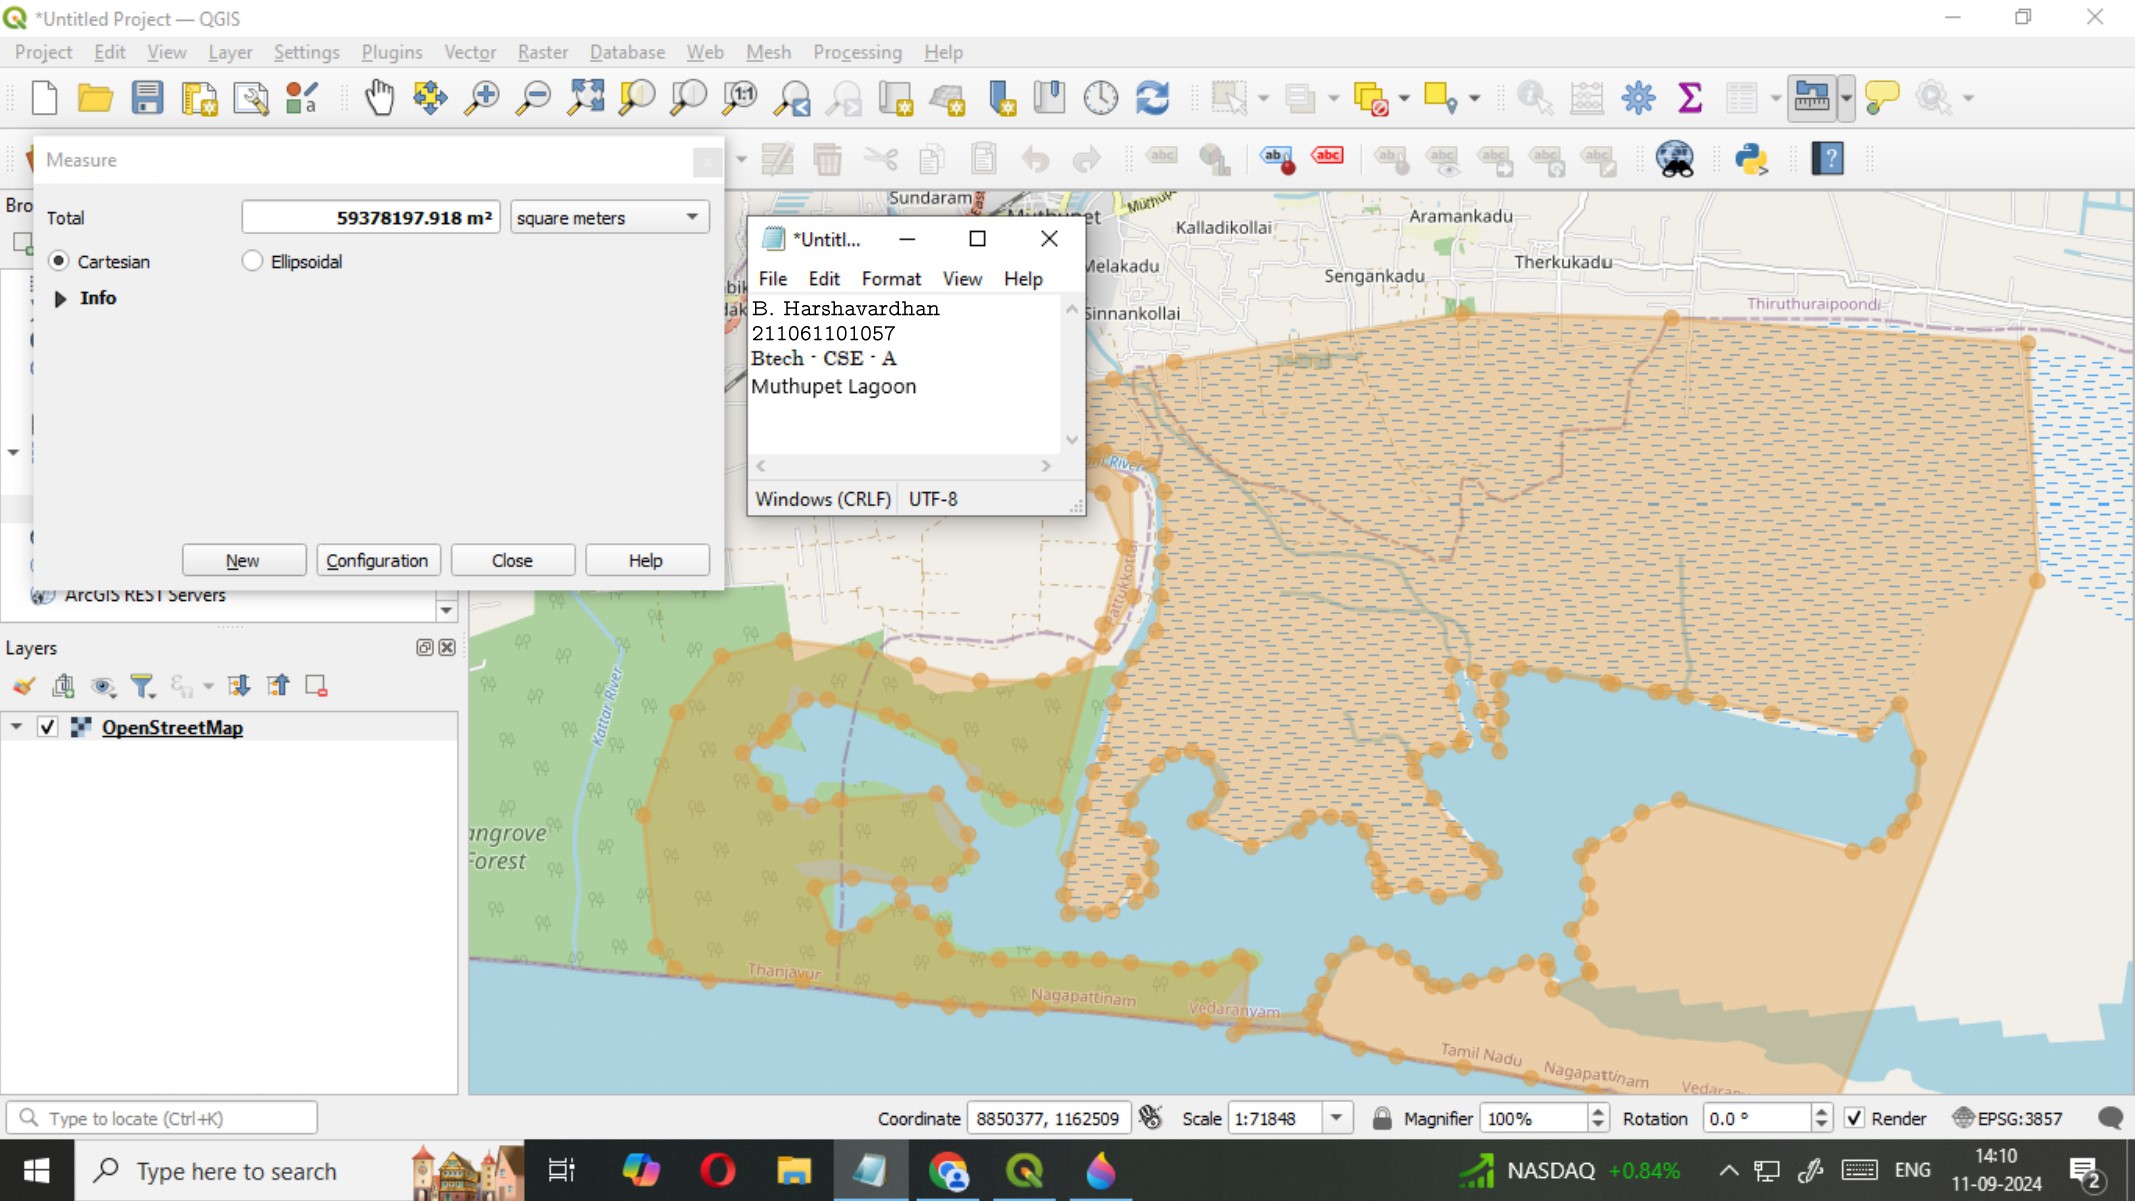 *Untitled Project — QGIS
Project Edit View Layer Settings Plugins Vector Raster Database Web Mesh Processing Help
Measure
Total 59378197.918 m² square meters
Cartesian Ellipsoidal
Info
New Configuration Close Help
Bro
ArcGIS REST Servers
Layers
OpenStreetMap
*Untitl...
File Edit Format View Help
B. Harshavardhan
211061101057
Btech - CSE - A
Muthupet Lagoon
Windows (CRLF) UTF-8
Sundaram
Muthupet
Kalladikollai
Aramankadu
Melakadu
Sengankadu
Therkukadu
Sinnankollai
Thiruthuraipoondi
River
Pattukkottai
Kattar River
angrove
Forest
Thanjavur
Nagapattinam
Vedaranyam
Tamil Nadu
Nagapattinam
Vedaran
Type to locate (Ctrl+K)
Coordinate 8850377, 1162509 Scale 1:71848 Magnifier 100% Rotation 0.0 ° Render EPSG:3857
Type here to search
NASDAQ +0.84%
ENG
14:10
11-09-2024
2